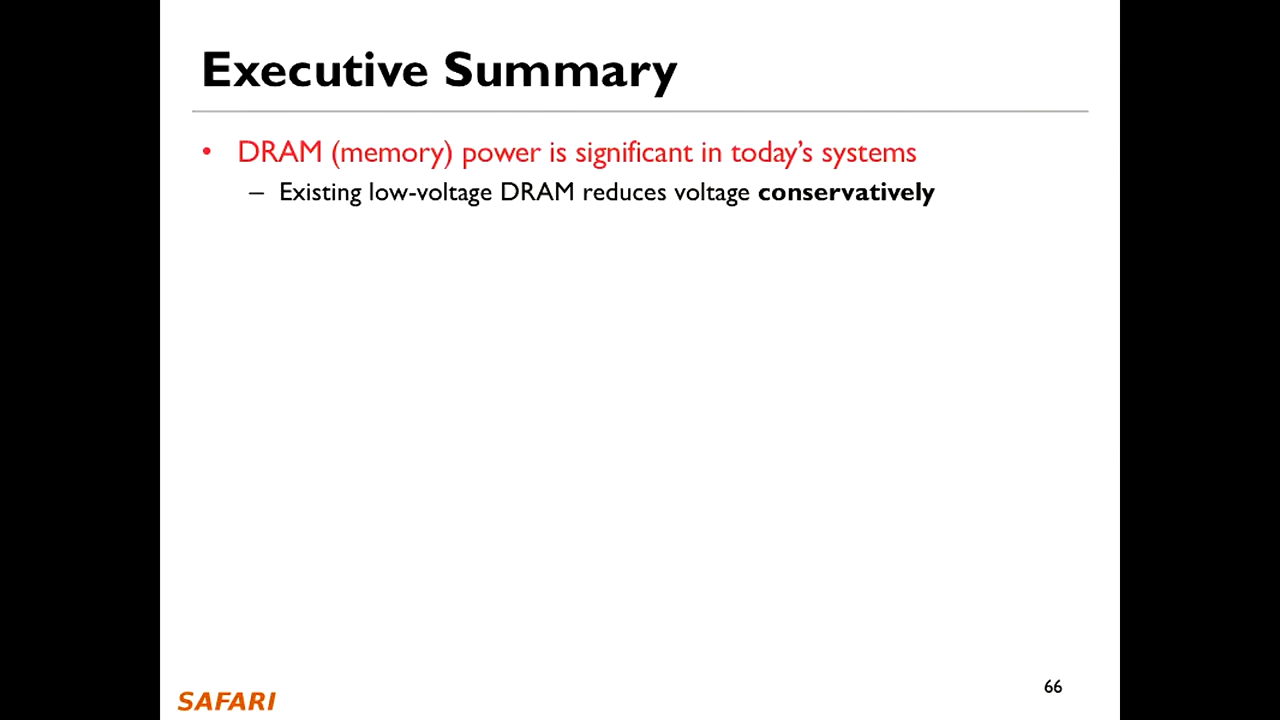 Executive Summary
• DRAM (memory) power is significant in today’s systems
– Existing low-voltage DRAM reduces voltage conservatively
66
SAFARI